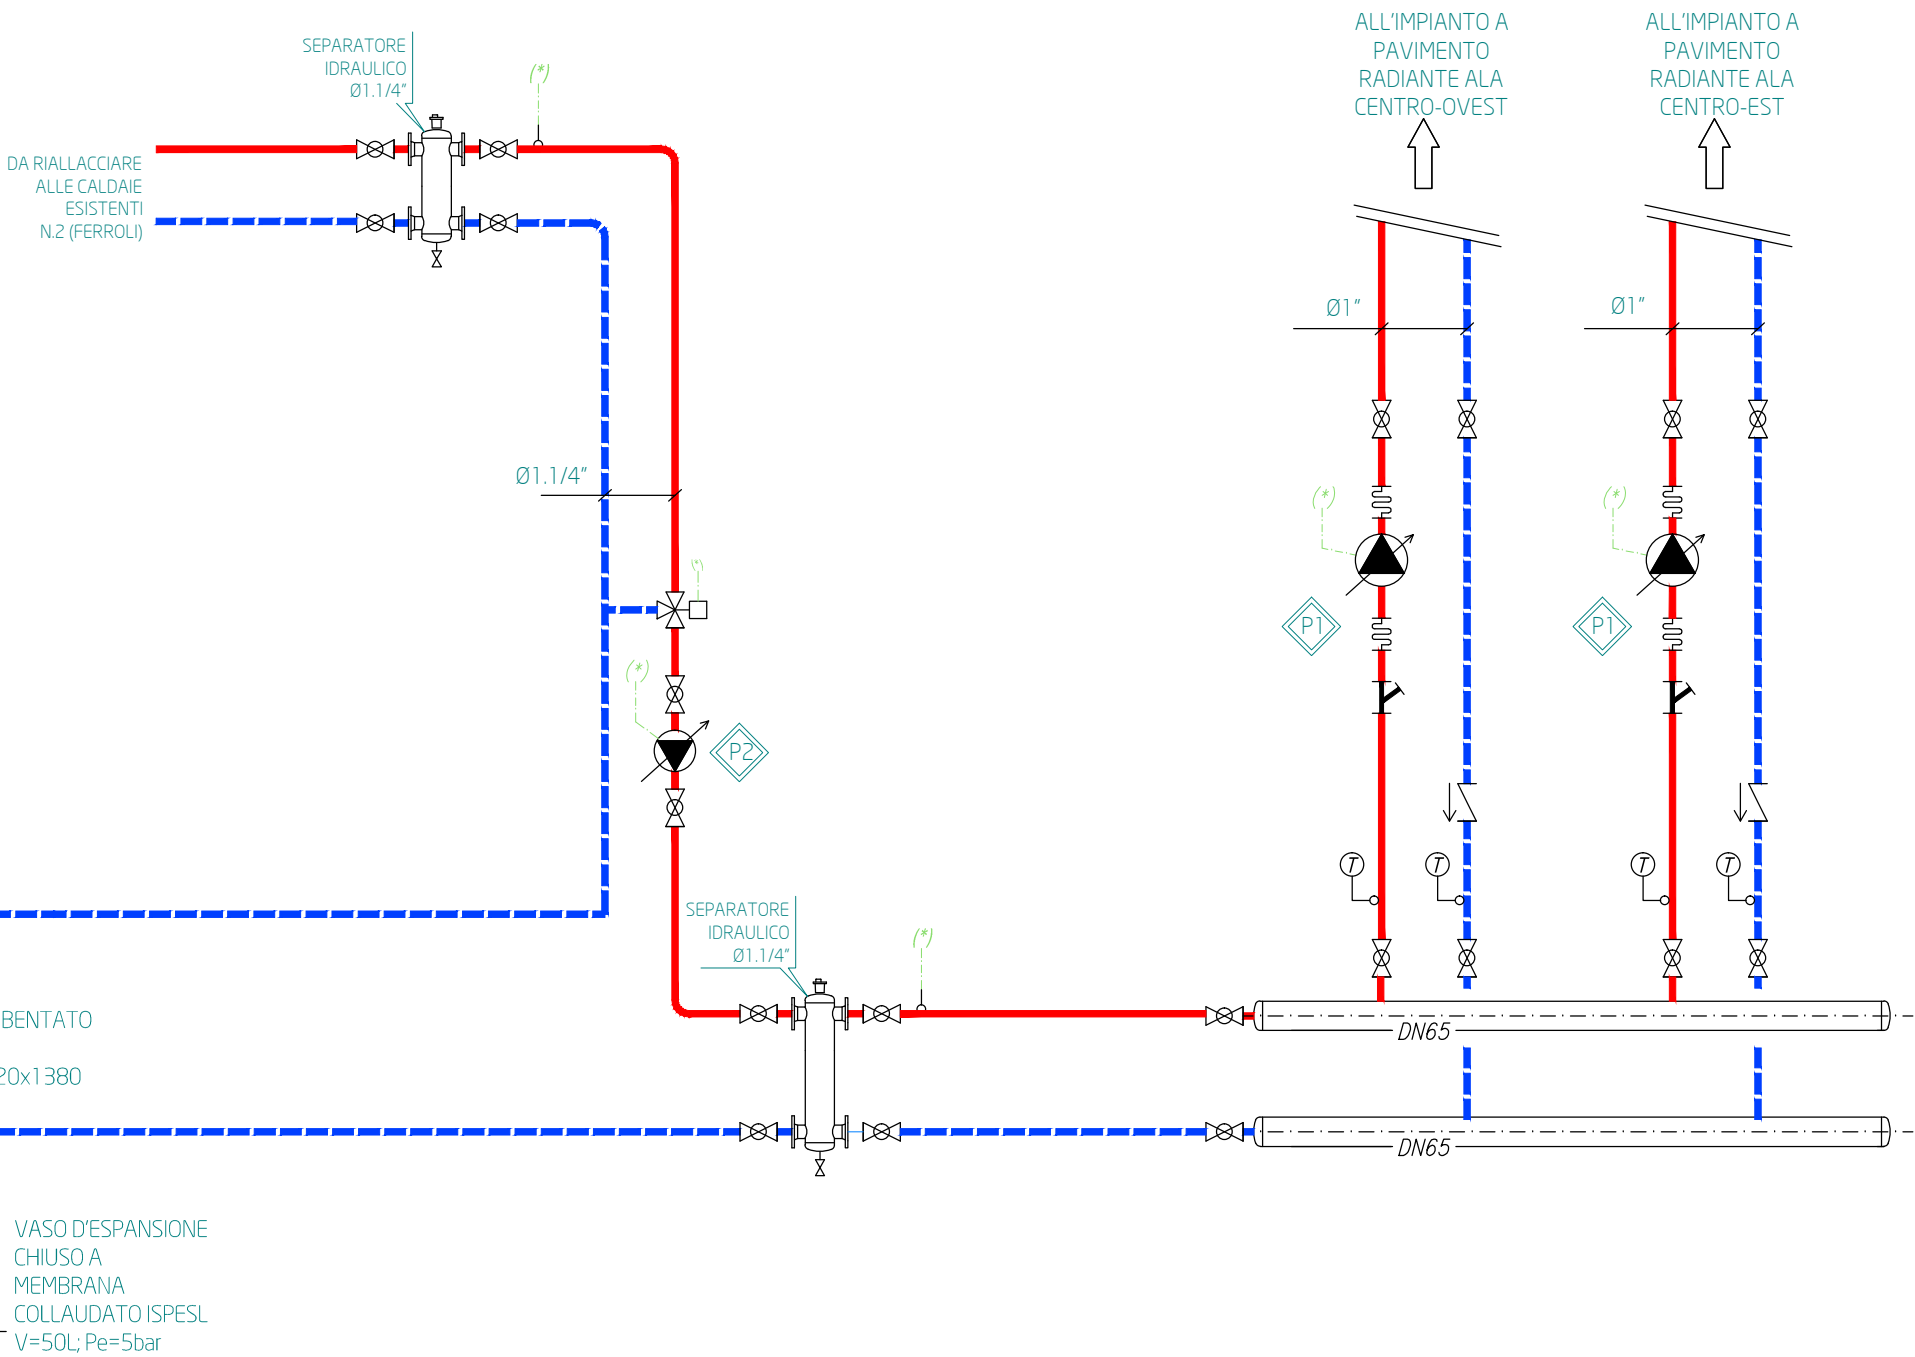 SEPARATORE
IDRAULICO
Ø1.1/4"
(*)
DA RIALLACCIARE
ALLE CALDAIE
ESISTENTI
N.2 (FERROLI)
ALL'IMPIANTO A
PAVIMENTO
RADIANTE ALA
CENTRO-OVEST
ALL'IMPIANTO A
PAVIMENTO
RADIANTE ALA
CENTRO-EST
Ø1"
Ø1"
Ø1.1/4"
(*)
(*)
(*)
(*)
P1
P1
P2
T
T
T
T
SEPARATORE
IDRAULICO
Ø1.1/4"
(*)
BENTATO
20x1380
DN65
DN65
VASO D'ESPANSIONE
CHIUSO A
MEMBRANA
COLLAUDATO ISPESL
V=50L; Pe=5bar